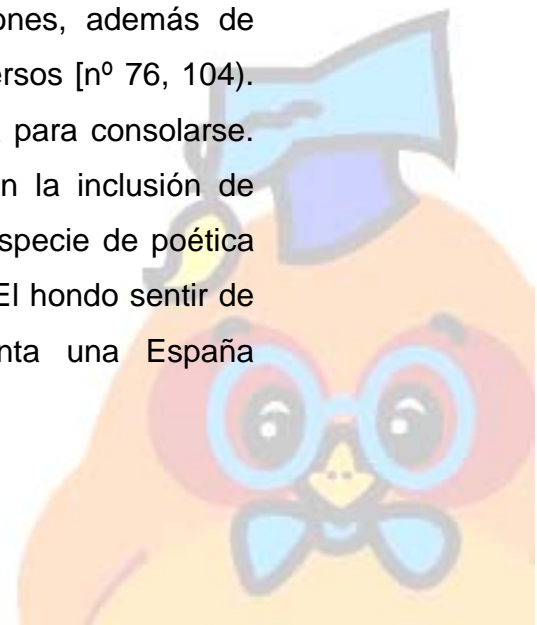 ones, además de
ersos [nº 76, 104).
para consolarse.
n la inclusión de
specie de poética
El hondo sentir de
nta una España